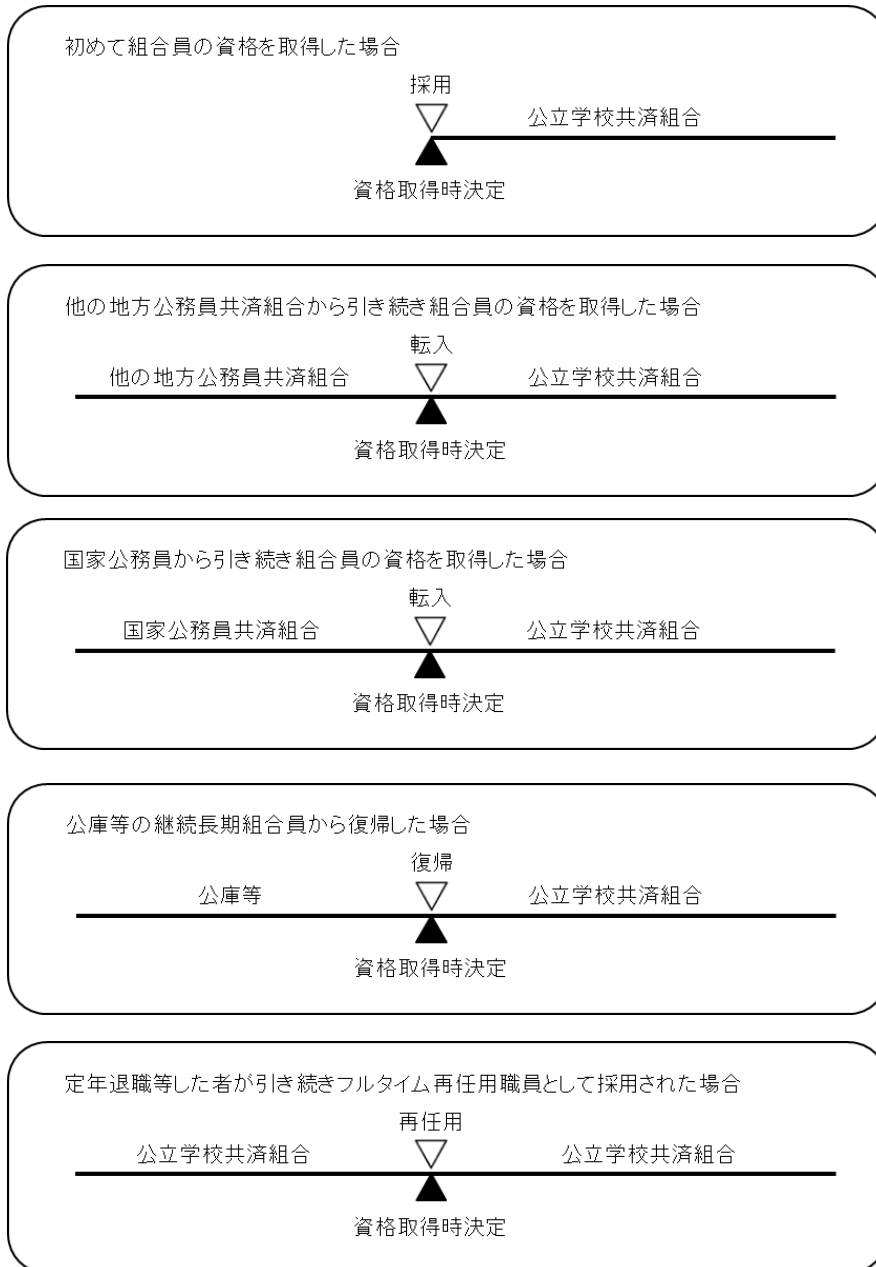 初めて組合員の資格を取得した場合
採用
公立学校共済組合
資格取得時決定
他の地方公務員共済組合から引き続き組合員の資格を取得した場合
転入
他の地方公務員共済組合
公立学校共済組合
資格取得時決定
国家公務員から引き続き組合員の資格を取得した場合
転入
国家公務員共済組合
公立学校共済組合
資格取得時決定
公庫等の継続長期組合員から復帰した場合
復帰
公庫等
公立学校共済組合
資格取得時決定
定年退職等した者が引き続きフルタイム再任用職員として採用された場合
再任用
公立学校共済組合
公立学校共済組合
資格取得時決定